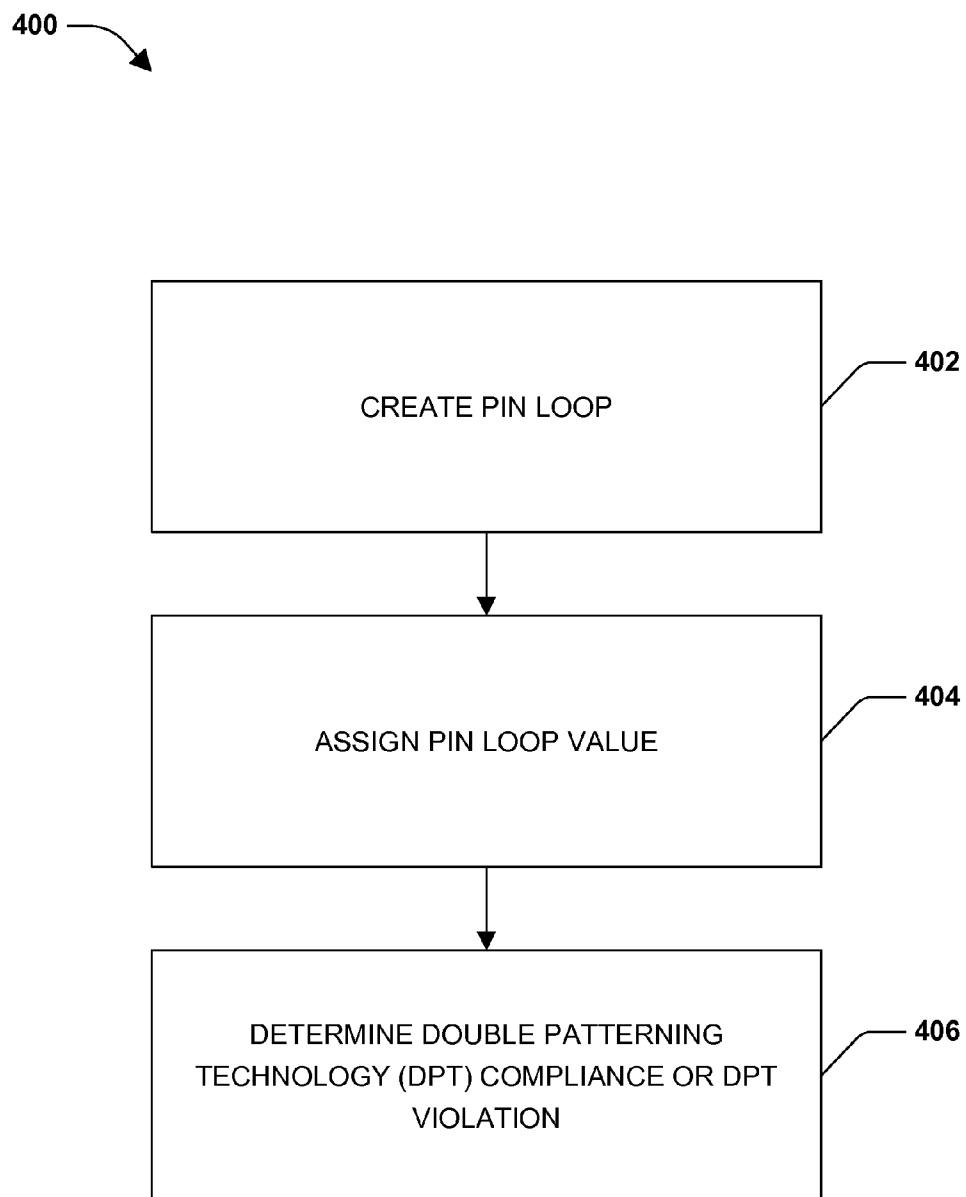 400
CREATE PIN LOOP
402
ASSIGN PIN LOOP VALUE
404
DETERMINE DOUBLE PATTERNING
TECHNOLOGY (DPT) COMPLIANCE OR DPT
VIOLATION
406